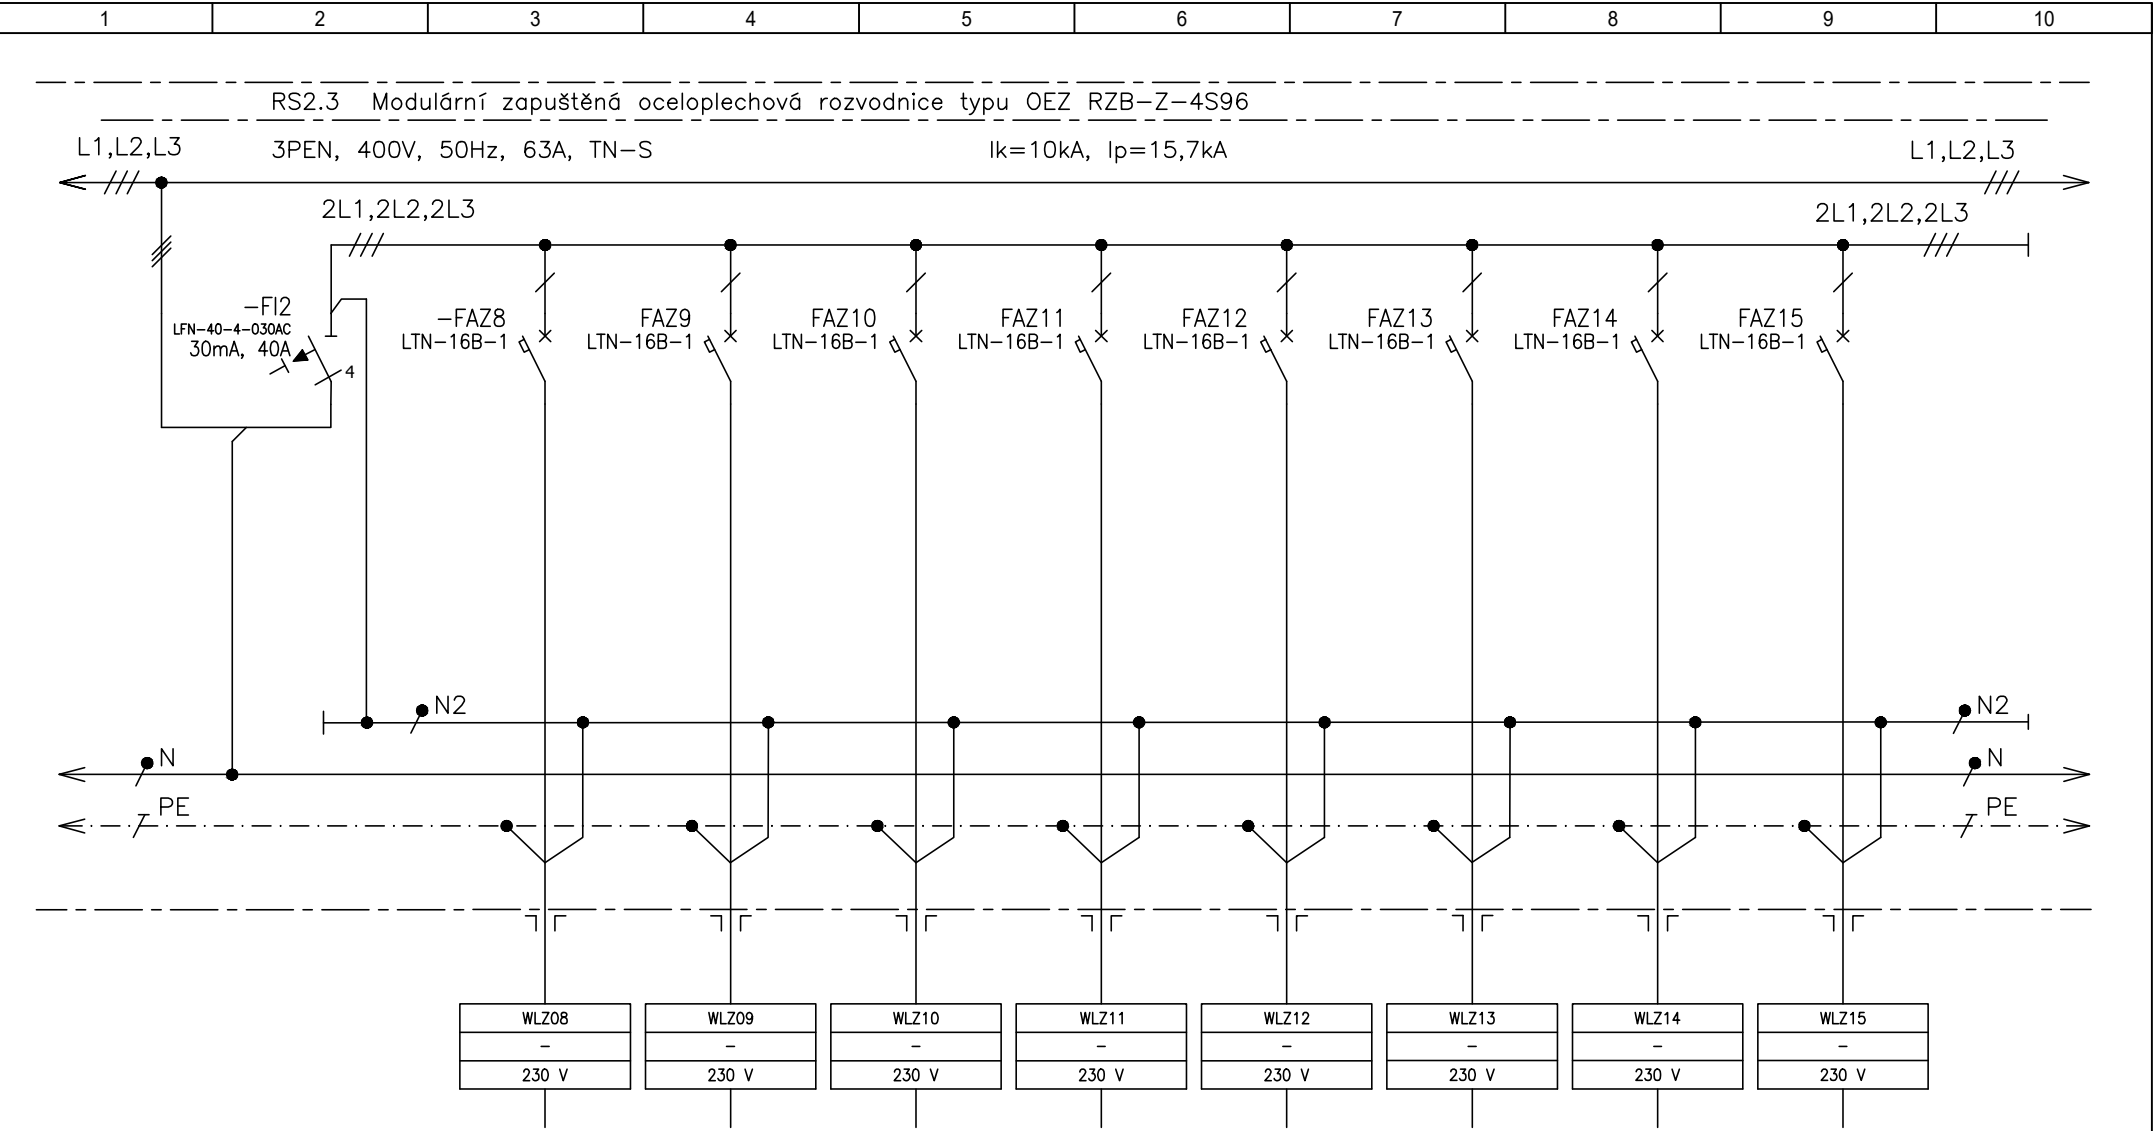 1 2 3 4 5 6 7 8 9 10
RS2.3 Modulární zapuštěná oceloplechová rozvodnice typu OEZ RZB-Z-4S96
L1,L2,L3 3PEN, 400V, 50Hz, 63A, TN-S Ik=10kA, Ip=15,7kA L1,L2,L3
2L1,2L2,2L3 2L1,2L2,2L3
-FI2
LFN-40-4-030AC
30mA, 40A
4
-FAZ8 FAZ9 FAZ10 FAZ11 FAZ12 FAZ13 FAZ14 FAZ15
LTN-16B-1 LTN-16B-1 LTN-16B-1 LTN-16B-1 LTN-16B-1 LTN-16B-1 LTN-16B-1 LTN-16B-1
N2 N2
N N
PE PE
WLZ08 WLZ09 WLZ10 WLZ11 WLZ12 WLZ13 WLZ14 WLZ15
- - - - - - - -
230 V 230 V 230 V 230 V 230 V 230 V 230 V 230 V